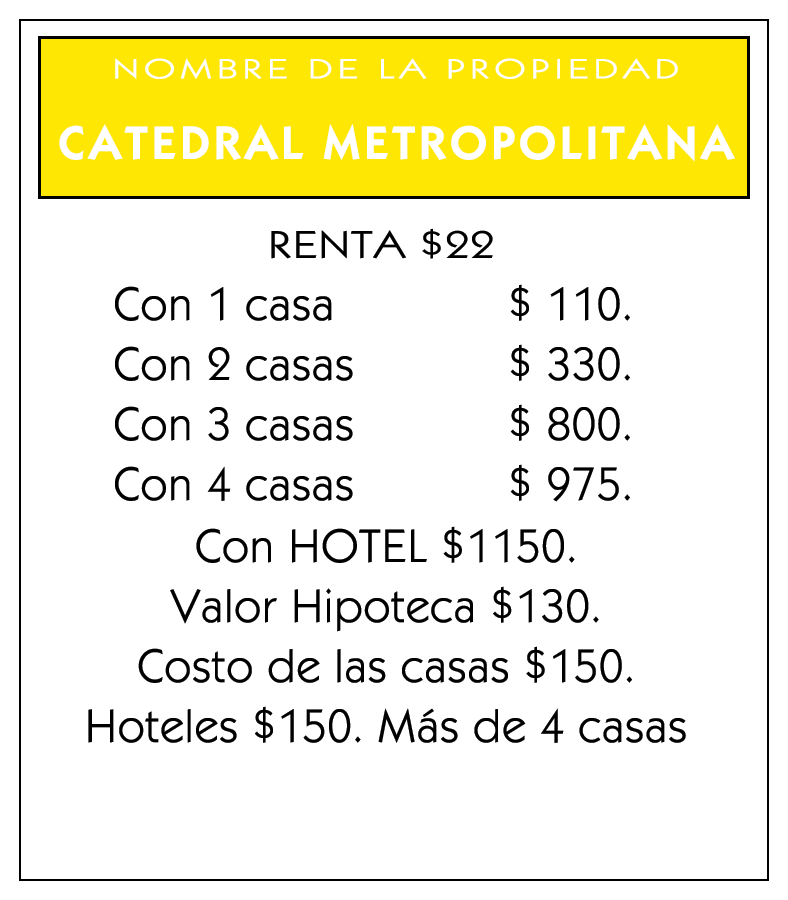 NOMBRE DE LA PROPIEDAD
CATEDRAL METROPOLITANA
RENTA $22
Con 1 casa $ 110.
Con 2 casas $ 330.
Con 3 casas $ 800.
Con 4 casas $ 975.
Con HOTEL $1150.
Valor Hipoteca $130.
Costo de las casas $150.
Hoteles $150. Más de 4 casas